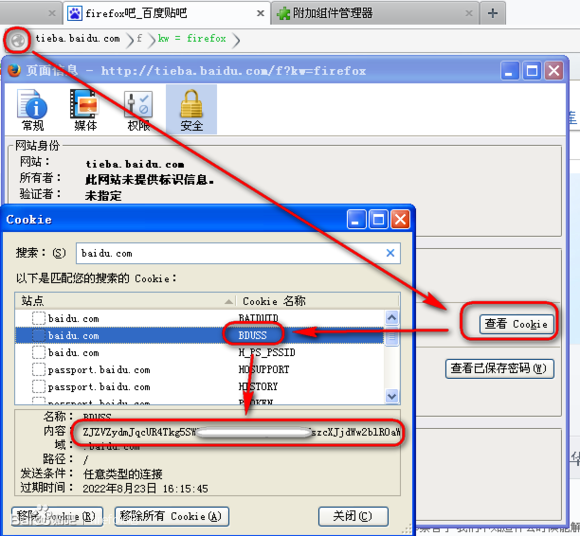 firefox吧_百度贴吧
附加组件管理器
tieba.baidu.com
f
kw = firefox
页面信息 - http://tieba.baidu.com/f?kw=firefox
常规
媒体
权限
安全
网站身份
网站：
tieba.baidu.com
所有者：
此网站未提供标识信息。
验证者：
未指定
Cookie
搜索：(S)
baidu.com
以下是匹配您的搜索的 Cookie：
站点
Cookie 名称
baidu.com
BAIDUID
baidu.com
BDUSS
baidu.com
H_PS_PSSID
passport.baidu.com
HOSUPPORT
passport.baidu.com
HISTORY
passport.baidu.com
查看 Cookie
查看已保存密码(W)
名称：
BDUSS
内容：
域：
.baidu.com
路径：
/
发送条件：
任意类型的连接
过期时间：
2022年8月23日 16:15:45
移除 Cookie(R)
移除所有 Cookie(A)
关闭(C)